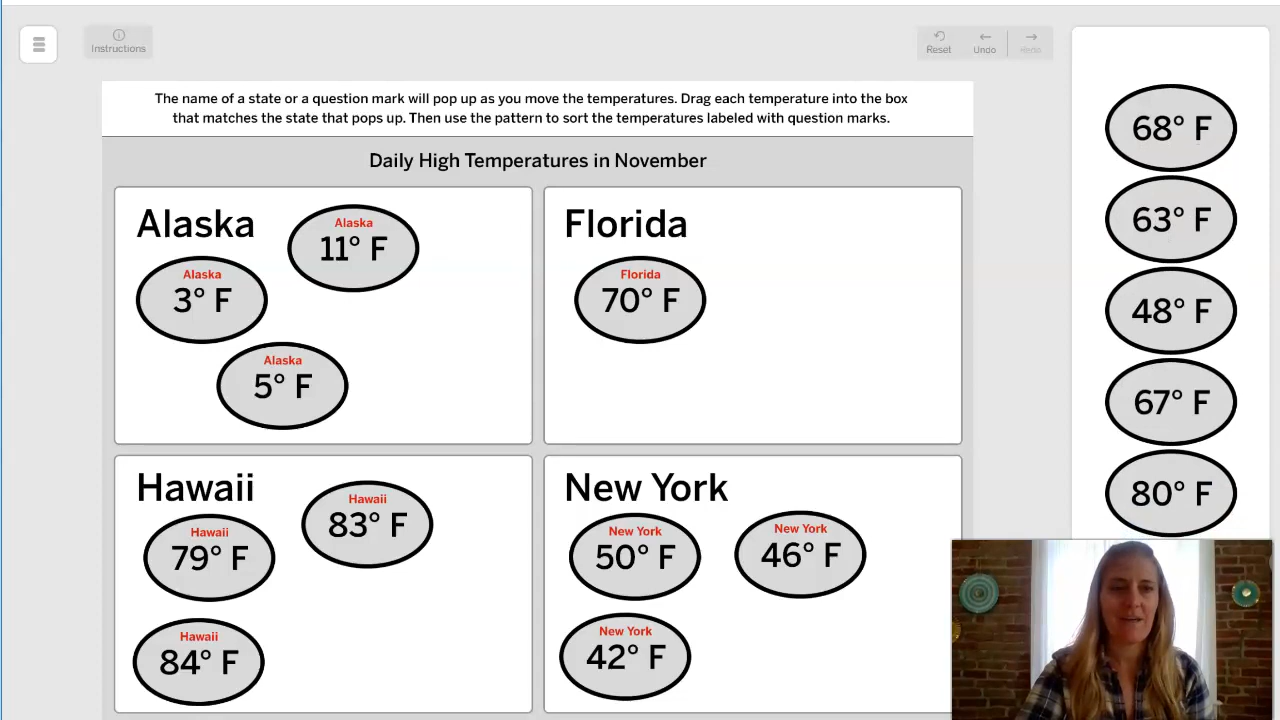 Instructions
Reset
Undo
Redo
The name of a state or a question mark will pop up as you move the temperatures. Drag each temperature into the box
that matches the state that pops up. Then use the pattern to sort the temperatures labeled with question marks.
Daily High Temperatures in November
Alaska
Alaska
11° F
Alaska
3° F
Alaska
5° F
Florida
Florida
70° F
Hawaii
Hawaii
83° F
Hawaii
79° F
Hawaii
84° F
New York
New York
50° F
New York
46° F
New York
42° F
68° F
63° F
48° F
67° F
80° F